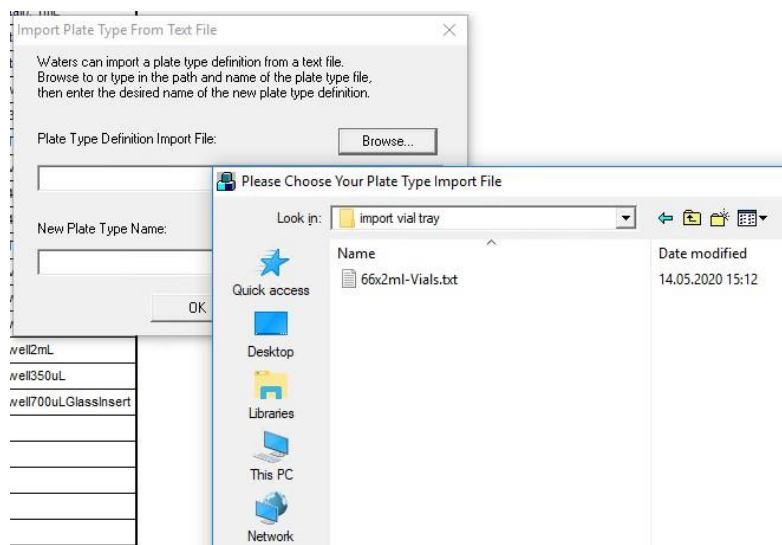 Import Plate Type From Text File
Waters can import a plate type definition from a text
file.
Browse to or type in the path and name of the plate
type file,
then enter the desired name of the new plate type
definition.
Plate Type Definition Import File:
Browse...
New Plate Type Name:
OK
well2mL
well350uL
well700uLGlassInsert
Please Choose Your Plate Type Import File
Look in:
import vial tray
Name
Date modified
66x2ml-Vials.txt
14.05.2020 15:12
Quick access
Desktop
Libraries
This PC
Network